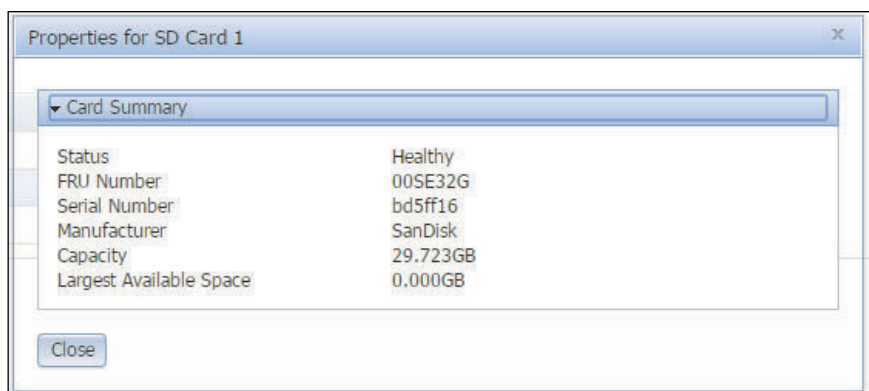 Properties for SD Card 1 x
Card Summary
Status Healthy
FRU Number 00SE32G
Serial Number bd5ff16
Manufacturer SanDisk
Capacity 29.723GB
Largest Available Space 0.000GB
Close